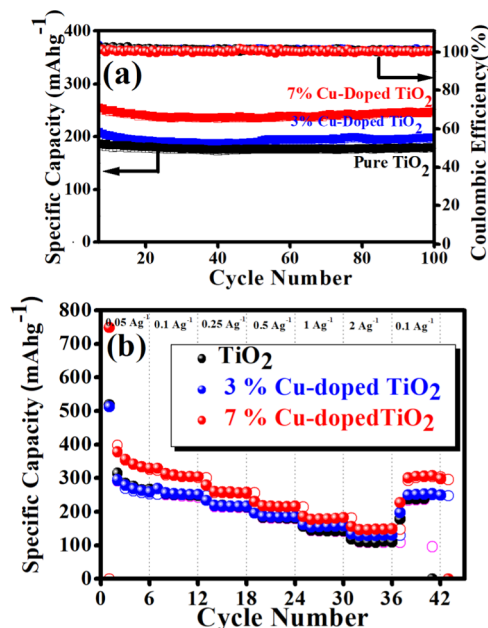 (a)
400
300
200
100
0
Specific Capacity (mAhg-1)
100
80
60
40
20
0
Coulombic Efficiency(%)
7% Cu-Doped TiO2
3% Cu-Doped TiO2
Pure TiO2
20 40 60 80 100
Cycle Number
(b)
800
700
600
500
400
300
200
100
0
Specific Capacity (mAhg-1)
0.05 Ag-1 0.1 Ag-1 0.25 Ag-1 0.5 Ag-1 1 Ag-1 2 Ag-1 0.1 Ag-1
TiO2
3 % Cu-doped TiO2
7 % Cu-dopedTiO2
0 6 12 18 24 30 36 42
Cycle Number